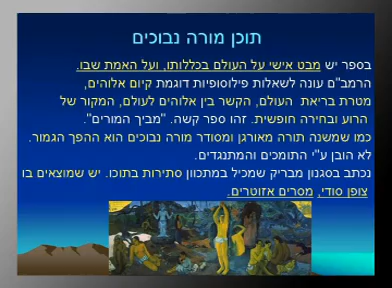 תוכן מורה נבוכים
בספר יש מבט אישי על העולם בכללותו, ועל האמת שבו.
הרמב"ם עונה לשאלות פילוסופיות דוגמת קיום אלוהים,
מטרת בריאת העולם, הקשר בין אלוהים לעולם, המקור של
הרוע ובחירה חופשית. זהו ספר קשה. "מביך המורים".
כמו שמשנה תורה מאורגן ומסודר מורה נבוכים הוא ההפך הגמור.
לא הובן ע"י התומכים והמתנגדים.
נכתב בסגנון מבריק שמכיל במתכוון סתירות בתוכו. יש שמוצאים בו
צופן סודי, מסרים אזוטרים.